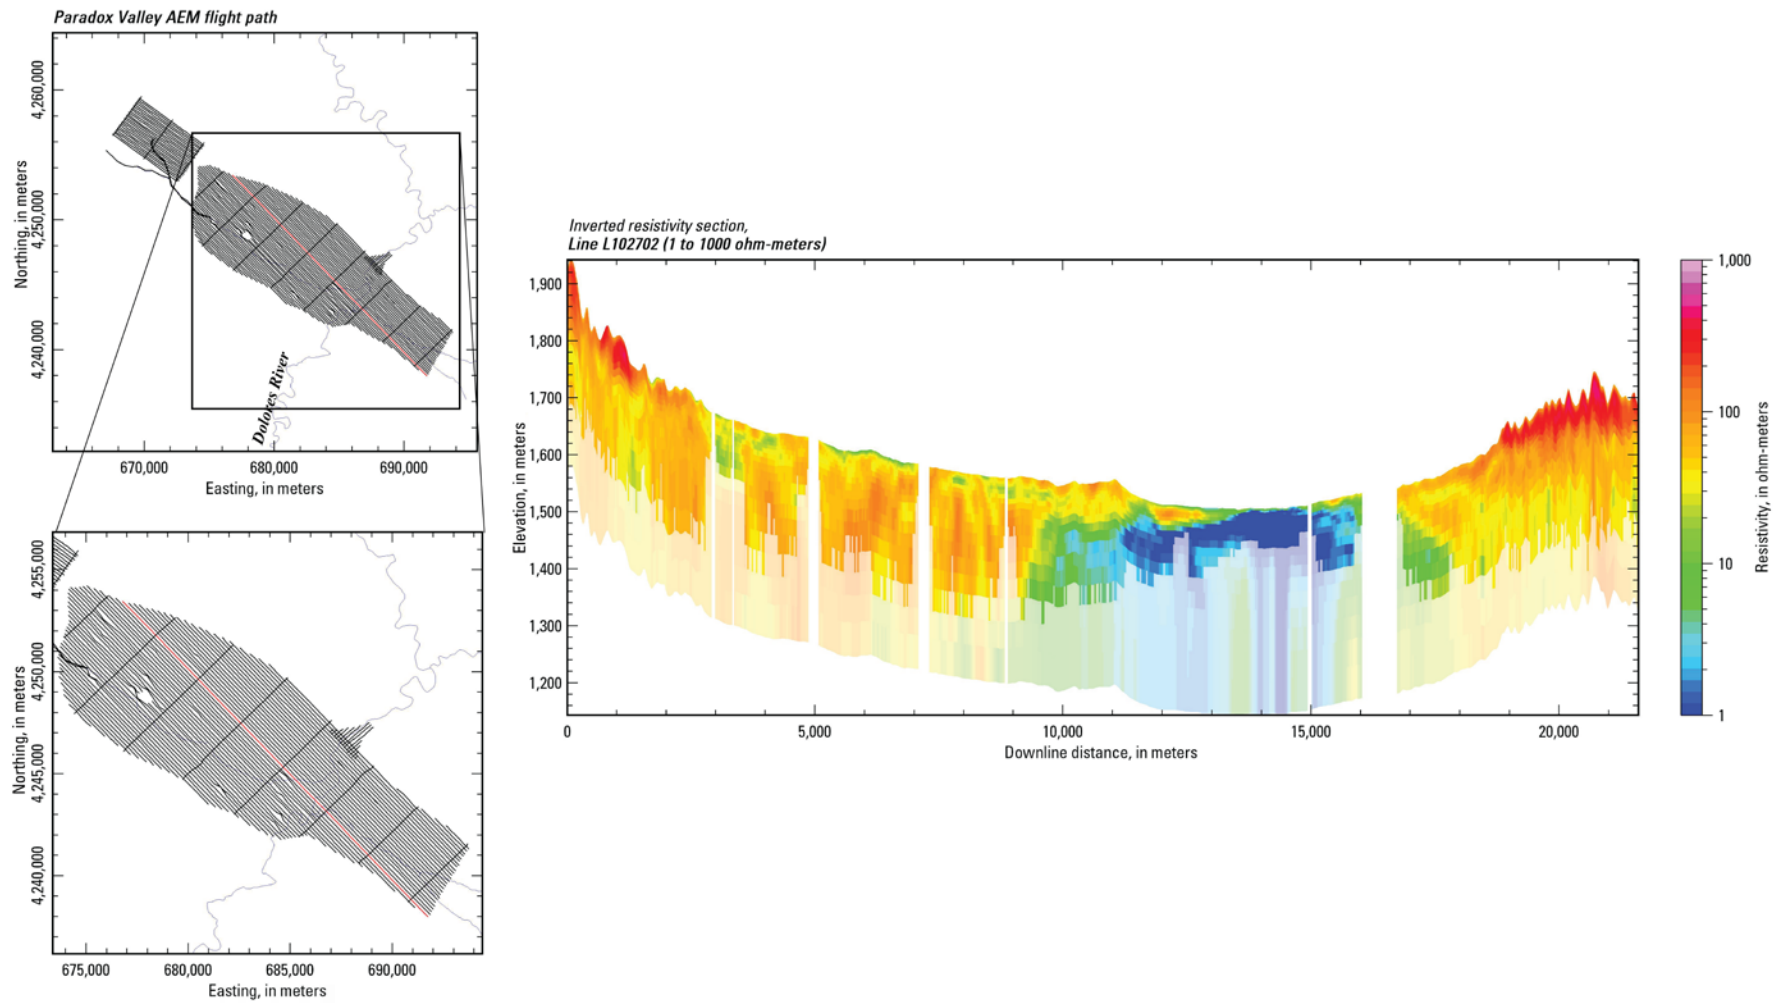 Paradox Valley AEM flight path
4,260,000
4,250,000
4,240,000
Northing, in meters
Dolores River
670,000 680,000 690,000
Easting, in meters
4,255,000
4,250,000
4,245,000
4,240,000
Northing, in meters
675,000 680,000 685,000 690,000
Easting, in meters
Inverted resistivity section,
Line L102702 (1 to 1000 ohm-meters)
1,900
1,800
1,700
1,600
1,500
1,400
1,300
1,200
Elevation, in meters
0 5,000 10,000 15,000 20,000
Downline distance, in meters
1,000
100
10
1
Resistivity, in ohm-meters